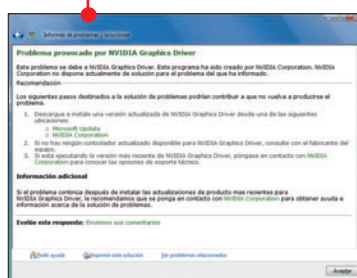 Informes de problemas y soluciones
Problema provocado por NVIDIA Graphics Driver
Este problema se debe a NVIDIA Graphics Driver. Este programa ha sido creado por NVIDIA Corporation. NVIDIA
Corporation no dispone actualmente de solución para el problema del que ha informado.
Recomendación
Los siguientes pasos destinados a la solución de problemas podrían contribuir a que no vuelva a producirse el
problema.
1. Descargue e instale una versión actualizada de NVIDIA Graphics Driver desde una de las siguientes
ubicaciones:
Microsoft Update
NVIDIA Corporation
2. Si no hay ningún controlador actualizado disponible para NVIDIA Graphics Driver, consulte con el fabricante del
equipo.
3. Si está ejecutando la versión más reciente de NVIDIA Graphics Driver, póngase en contacto con NVIDIA
Corporation para conocer las opciones de soporte técnico.
Información adicional
Si el problema continúa después de instalar las actualizaciones de producto más recientes para
NVIDIA Graphics Driver, le recomendamos que se ponga en contacto con NVIDIA Corporation para obtener ayuda e
información acerca de la solución de problemas.
Evalúe esta respuesta: Envíenos sus comentarios
Pedir ayuda Imprimir esta solución Ver problemas relacionados
Aceptar